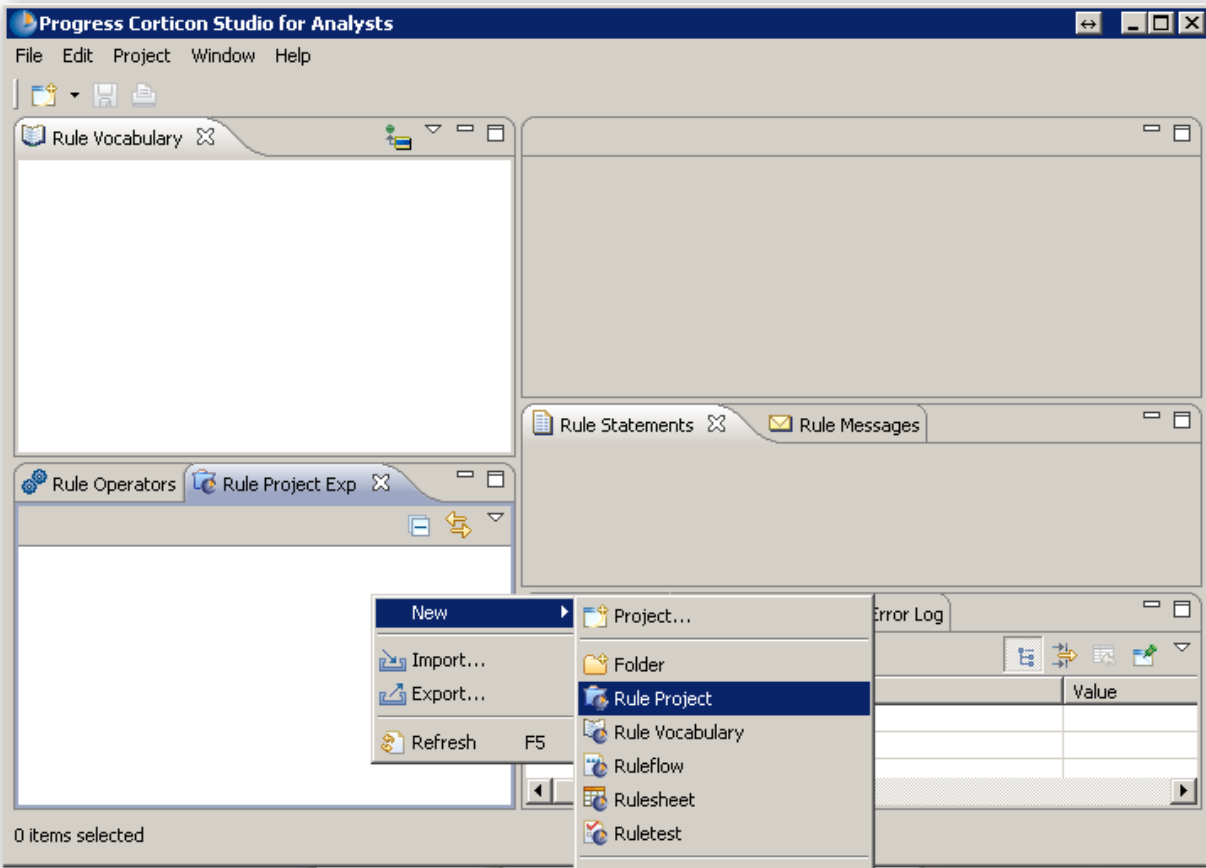 Progress Corticon Studio for Analysts
File Edit Project Window Help
Rule Vocabulary
Rule Statements Rule Messages
Rule Operators Rule Project Exp
New
Import...
Export...
Refresh F5
Project...
Folder
Rule Project
Rule Vocabulary
Ruleflow
Rulesheet
Ruletest
Error Log
Value
0 items selected